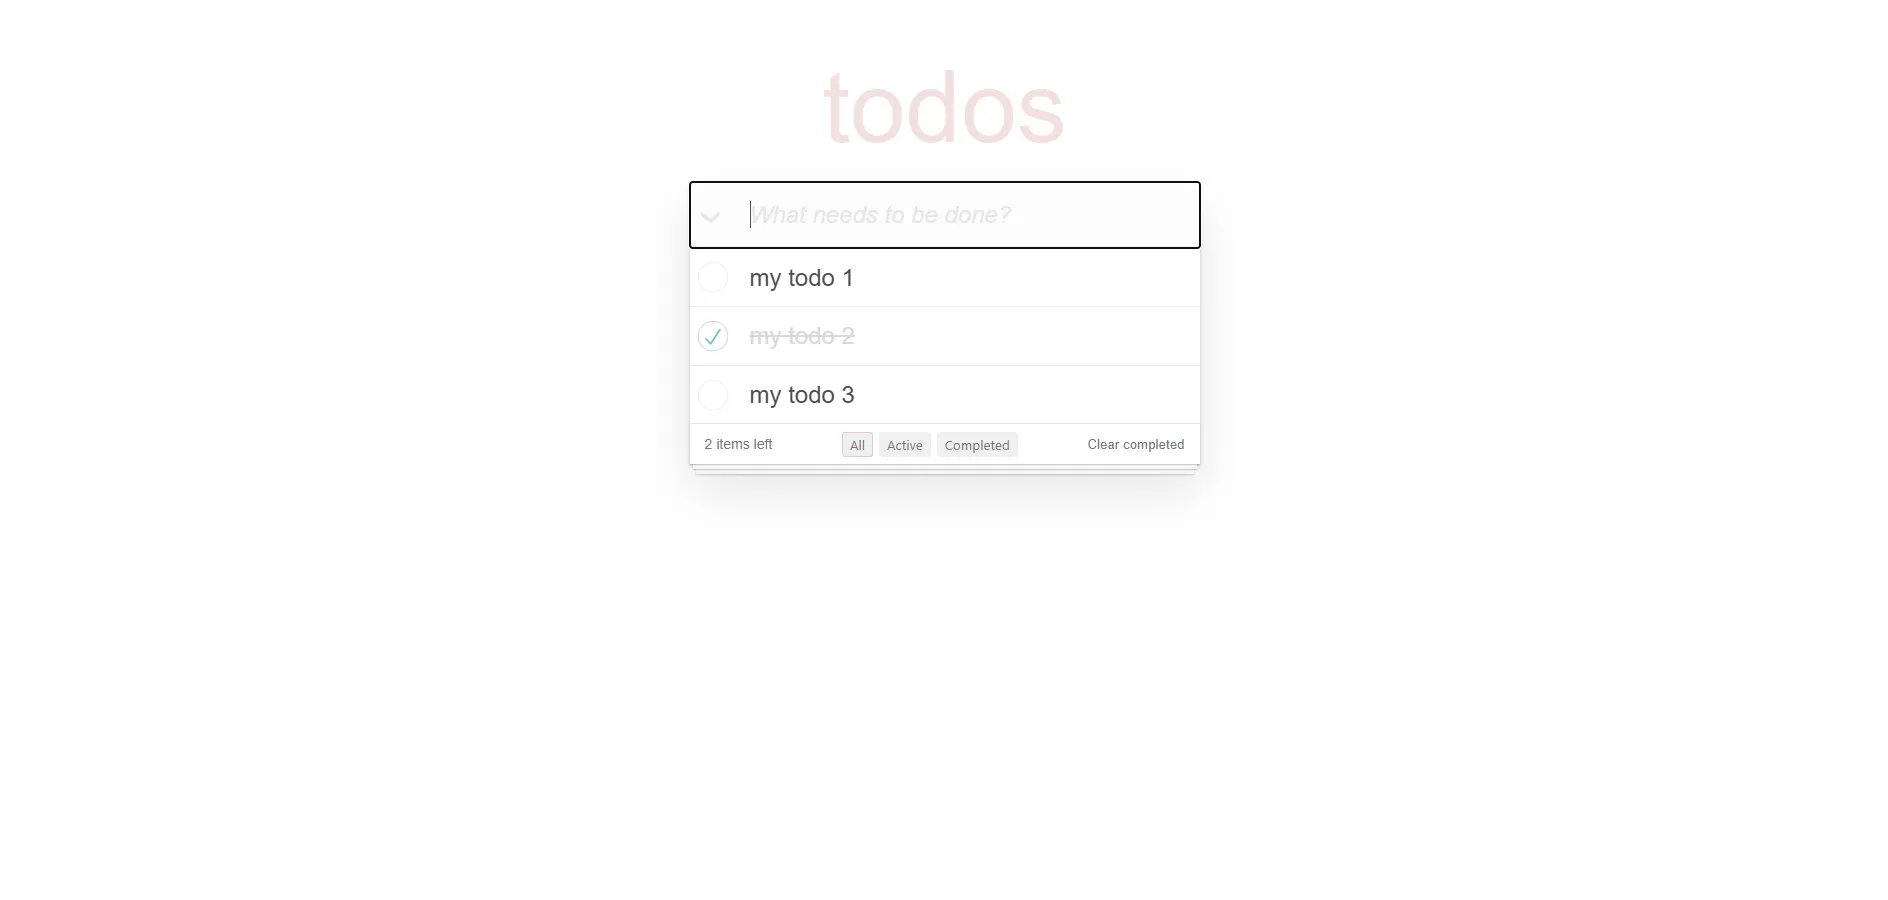 todos
What needs to be done?
my todo 1
my todo 2
my todo 3
2 items left All Active Completed Clear completed